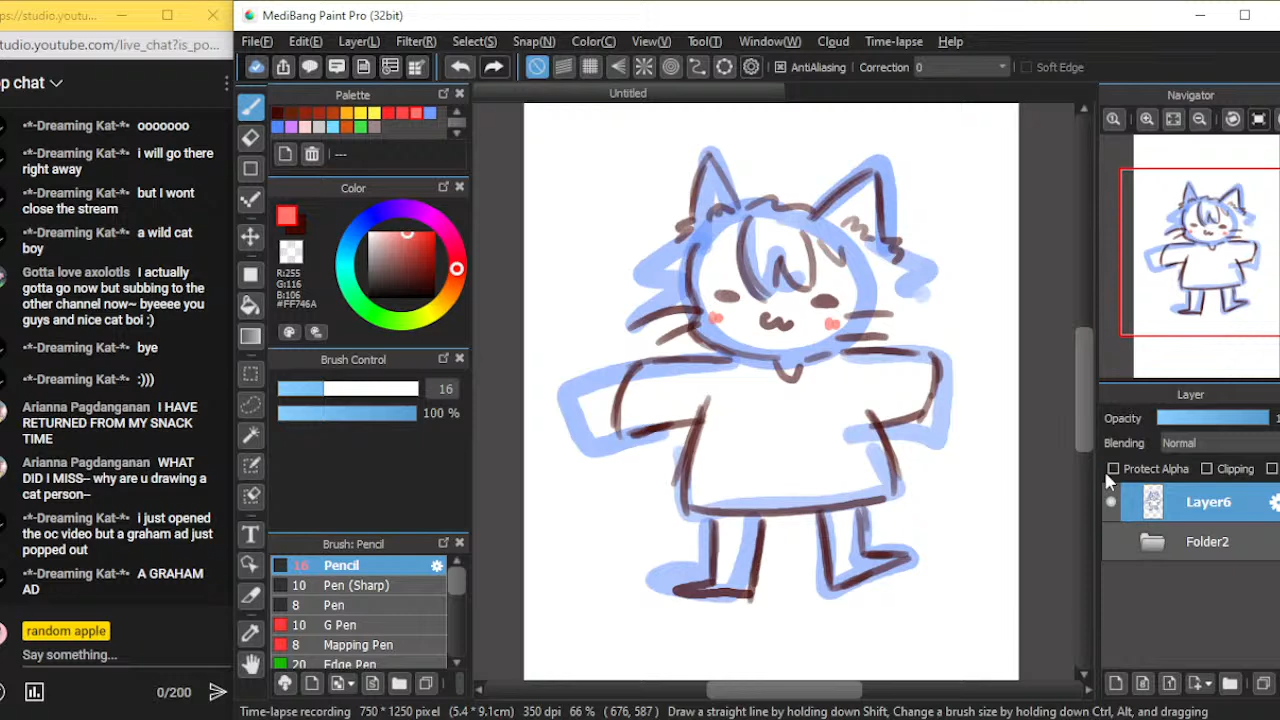 ps://studio.youtu...
tudio.youtube.com/live_chat?is_po...
op chat
*-Dreaming Kat-*- ooooooo
*-Dreaming Kat-*- i will go there
right away
*-Dreaming Kat-*- but I wont
close the stream
*-Dreaming Kat-*- a wild cat
boy
Gotta love axolotls I actually
gotta go now but subbing to the
other channel now~ byeeee you
guys and nice cat boi :)
*-Dreaming Kat-*- bye
*-Dreaming Kat-*- :)))
Arianna Pagdanganan I HAVE
RETURNED FROM MY SNACK
TIME
Arianna Pagdanganan WHAT
DID I MISS– why are u drawing a
cat person–
*-Dreaming Kat-*- i just opened
the oc video but a graham ad just
popped out
*-Dreaming Kat-*- A GRAHAM
AD
random apple
Say something...
0/200
MediBang Paint Pro (32bit)
File(F) Edit(E) Layer(L) Filter(R) Select(S) Snap(N) Color(C) View(V) Tool(T) Window(W) Cloud Time-lapse Help
AntiAliasing Correction 0 Soft Edge
Palette
---
Color
R:255
G:116
B:106
#FF746A
Brush Control
16
100 %
Brush: Pencil
16 Pencil
10 Pen (Sharp)
8 Pen
10 G Pen
8 Mapping Pen
20 Edge Pen
Untitled
Navigator
Layer
Opacity 1
Blending Normal
Protect Alpha Clipping
Layer6
Folder2
Time-lapse recording 750 * 1250 pixel (5.4 * 9.1cm) 350 dpi 66 % ( 676, 587 ) Draw a straight line by holding down Shift, Change a brush size by holding down Ctrl, Alt, and dragging